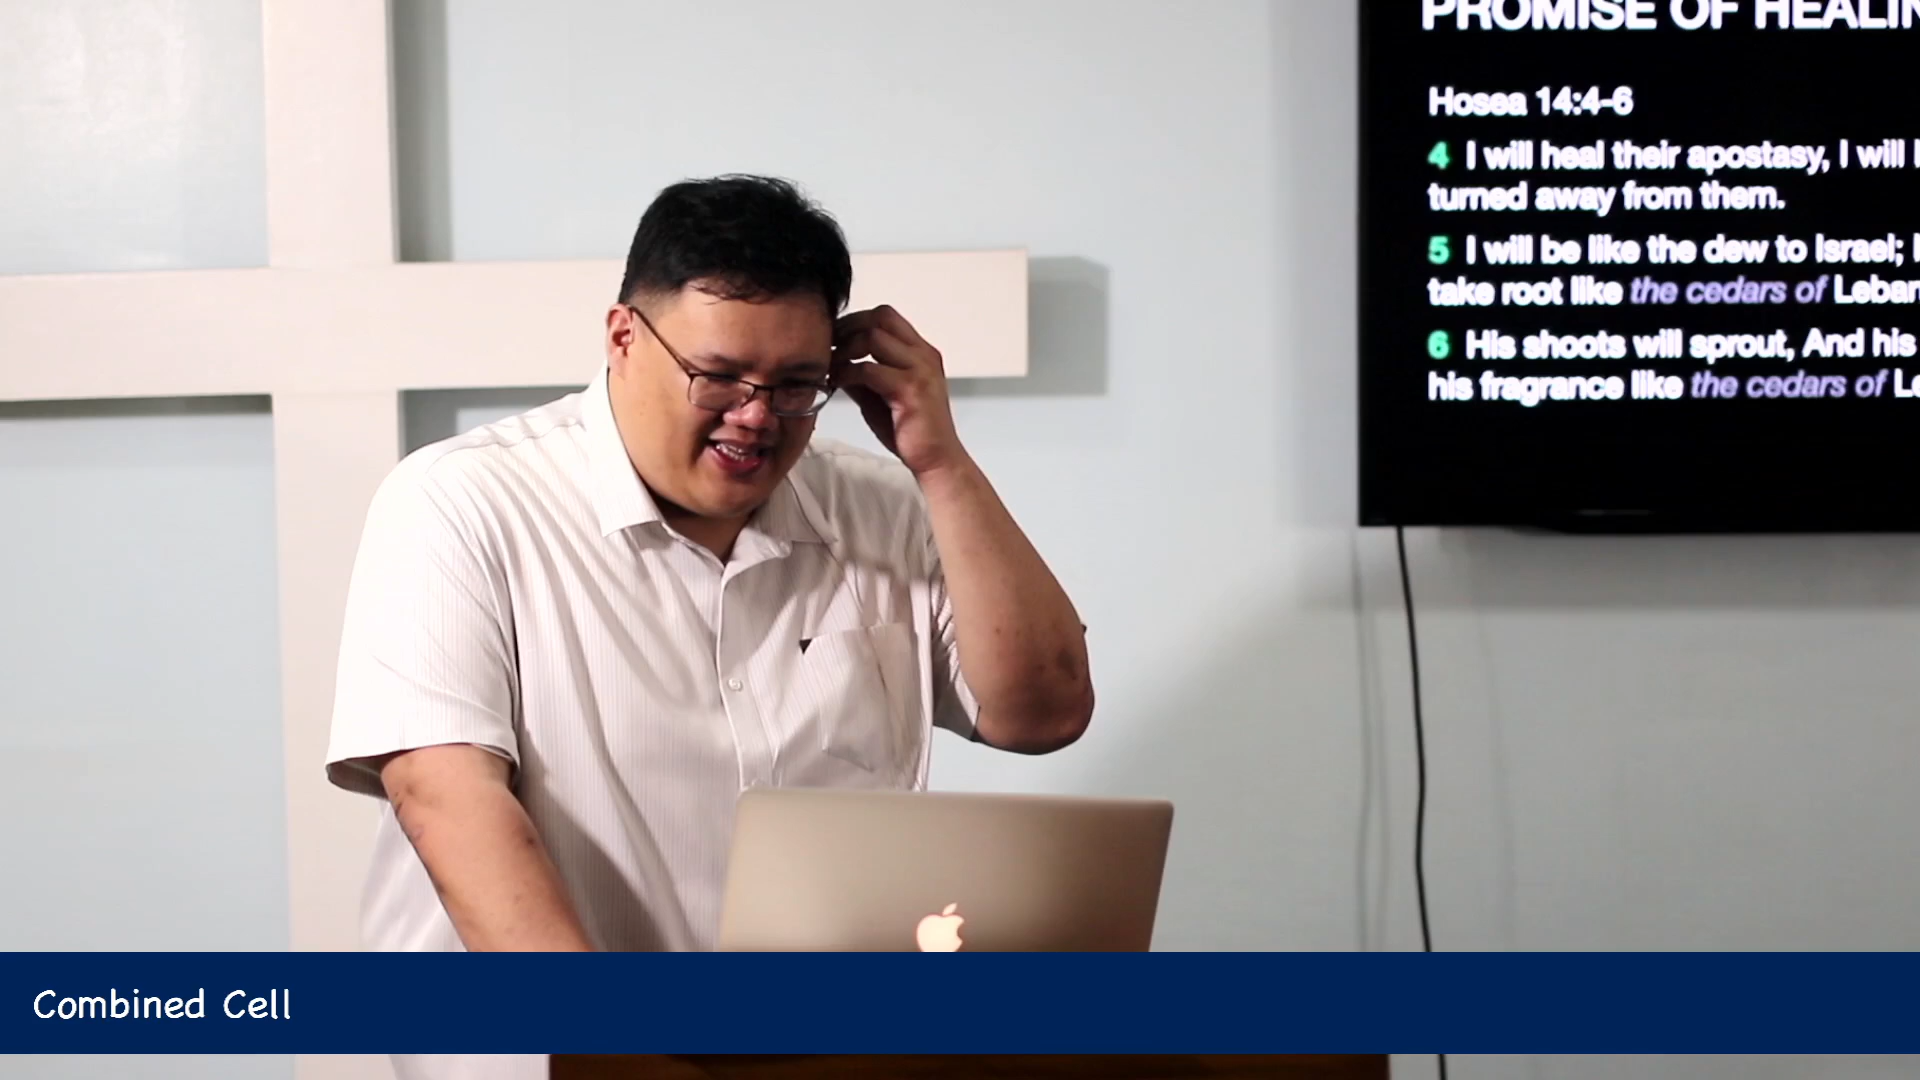 PROMISE OF HEALIN
Hosea 14:4-6
4 I will heal their apostasy, I will
turned away from them.
5 I will be like the dew to Israel;
take root like the cedars of Leban
6 His shoots will sprout, And his
his fragrance like the cedars of Le
Combined Cell